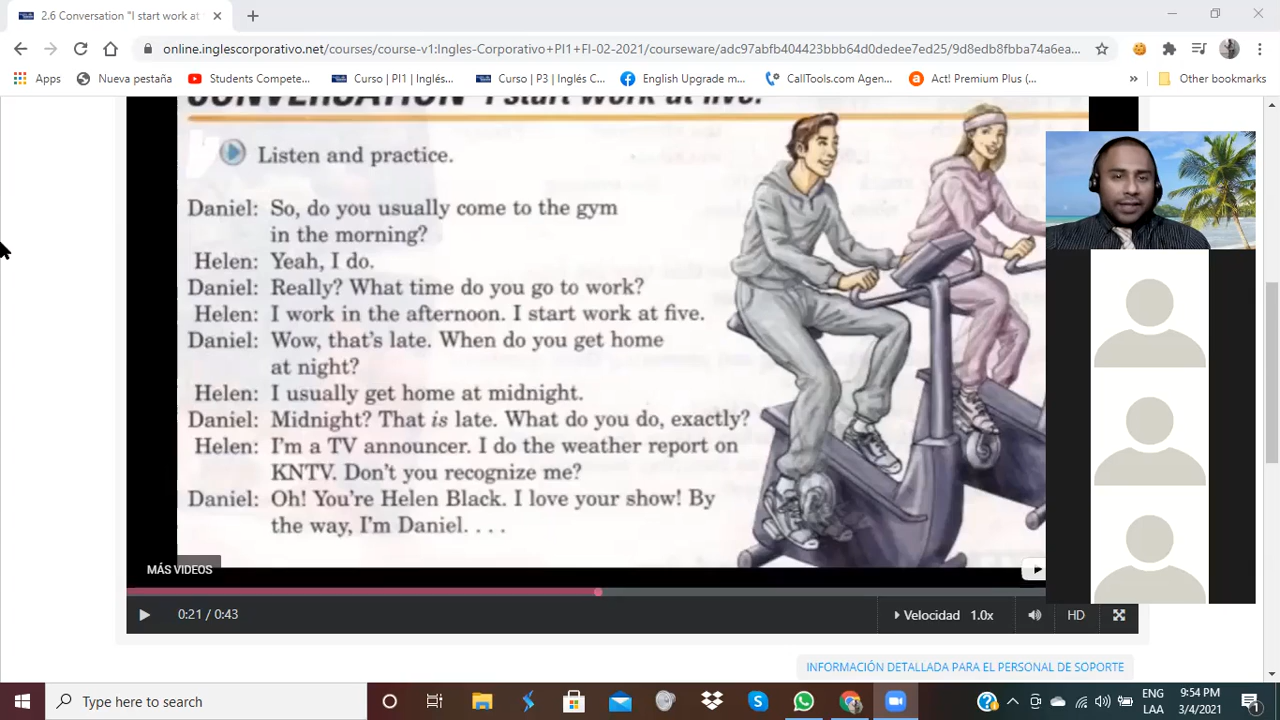 2.6 Conversation "I start work at
online.inglescorporativo.net/courses/course-v1:Ingles-Corporativo+PI1+FI-02-2021/courseware/adc97abfb404423bbb64d0dedee7ed25/9d8edb8fbba74a6ea...
Apps Nueva pestaña Students Compete... Curso | PI1 | Inglés... Curso | P3 | Inglés C... English Upgrade m... CallTools.com Agen... Act! Premium Plus (... » Other bookmarks
CONVERSATION I start work at five.
Listen and practice.
Daniel: So, do you usually come to the gym
in the morning?
Helen: Yeah, I do.
Daniel: Really? What time do you go to work?
Helen: I work in the afternoon. I start work at five.
Daniel: Wow, that's late. When do you get home
at night?
Helen: I usually get home at midnight.
Daniel: Midnight? That is late. What do you do, exactly?
Helen: I'm a TV announcer. I do the weather report on
KNTV. Don't you recognize me?
Daniel: Oh! You're Helen Black. I love your show! By
the way, I'm Daniel. . . .
MÁS VIDEOS
0:21 / 0:43 Velocidad 1.0x HD
INFORMACIÓN DETALLADA PARA EL PERSONAL DE SOPORTE
Type here to search
ENG 9:54 PM
LAA 3/4/2021
1